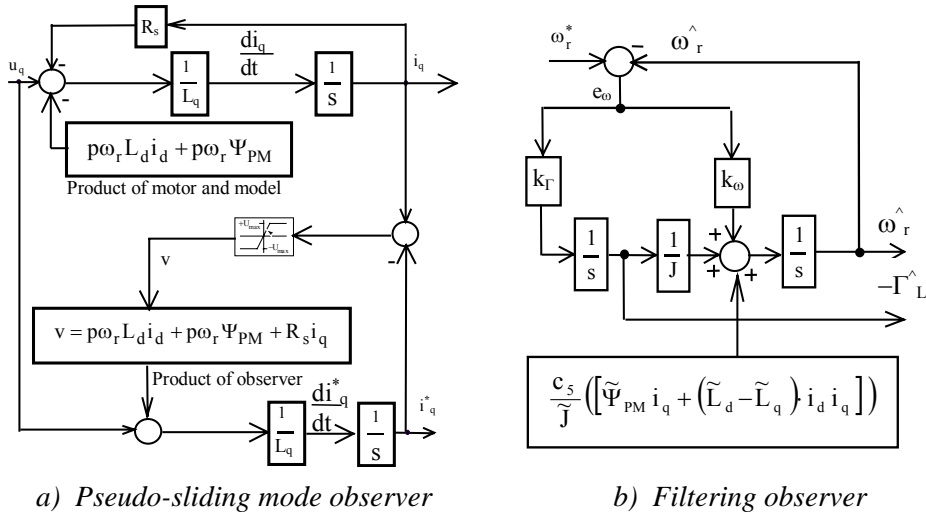 R_s
di_q
dt
u_q
-
-
1
L_q
1
s
i_q
pω_r L_d i_d + pω_r Ψ_PM
Product of motor and model
+U_max
-U_max
v
-
v = pω_r L_d i_d + pω_r Ψ_PM + R_s i_q
Product of observer
di*_q
dt
1
L_q
1
s
i*_q
a) Pseudo-sliding mode observer
ω*_r
-
ω^_r
e_ω
k_Γ
k_ω
1
s
1
J
+
+
+
1
s
ω^_r
-Γ^_L
c_5
J̃
([Ψ̃_PM i_q + (L̃_d - L̃_q) · i_d i_q])
b) Filtering observer